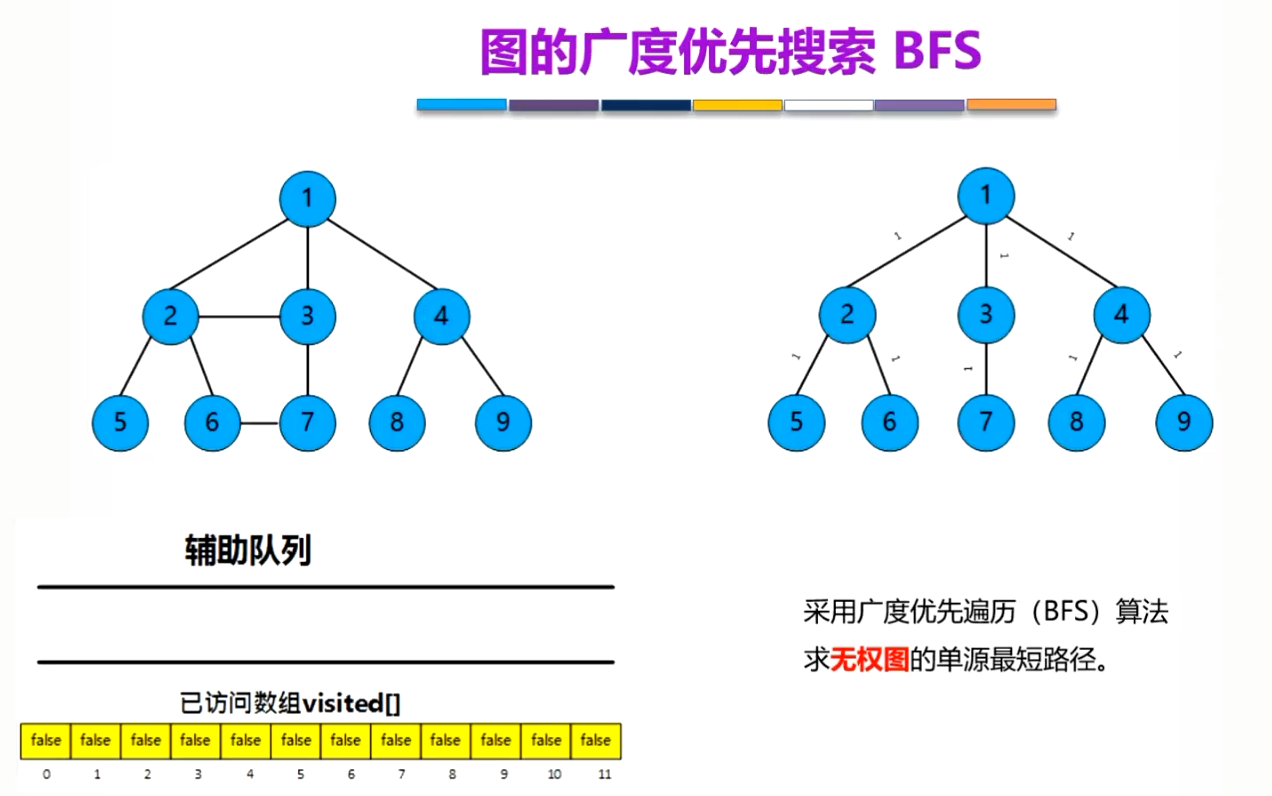 图的广度优先搜索 BFS
1
2 3 4
5 6 7 8 9
1
1 1 1
2 3 4
1 1 1 1 1
5 6 7 8 9
辅助队列
已访问数组visited[]
false false false false false false false false false false false false
0 1 2 3 4 5 6 7 8 9 10 11
采用广度优先遍历（BFS）算法
求无权图的单源最短路径。